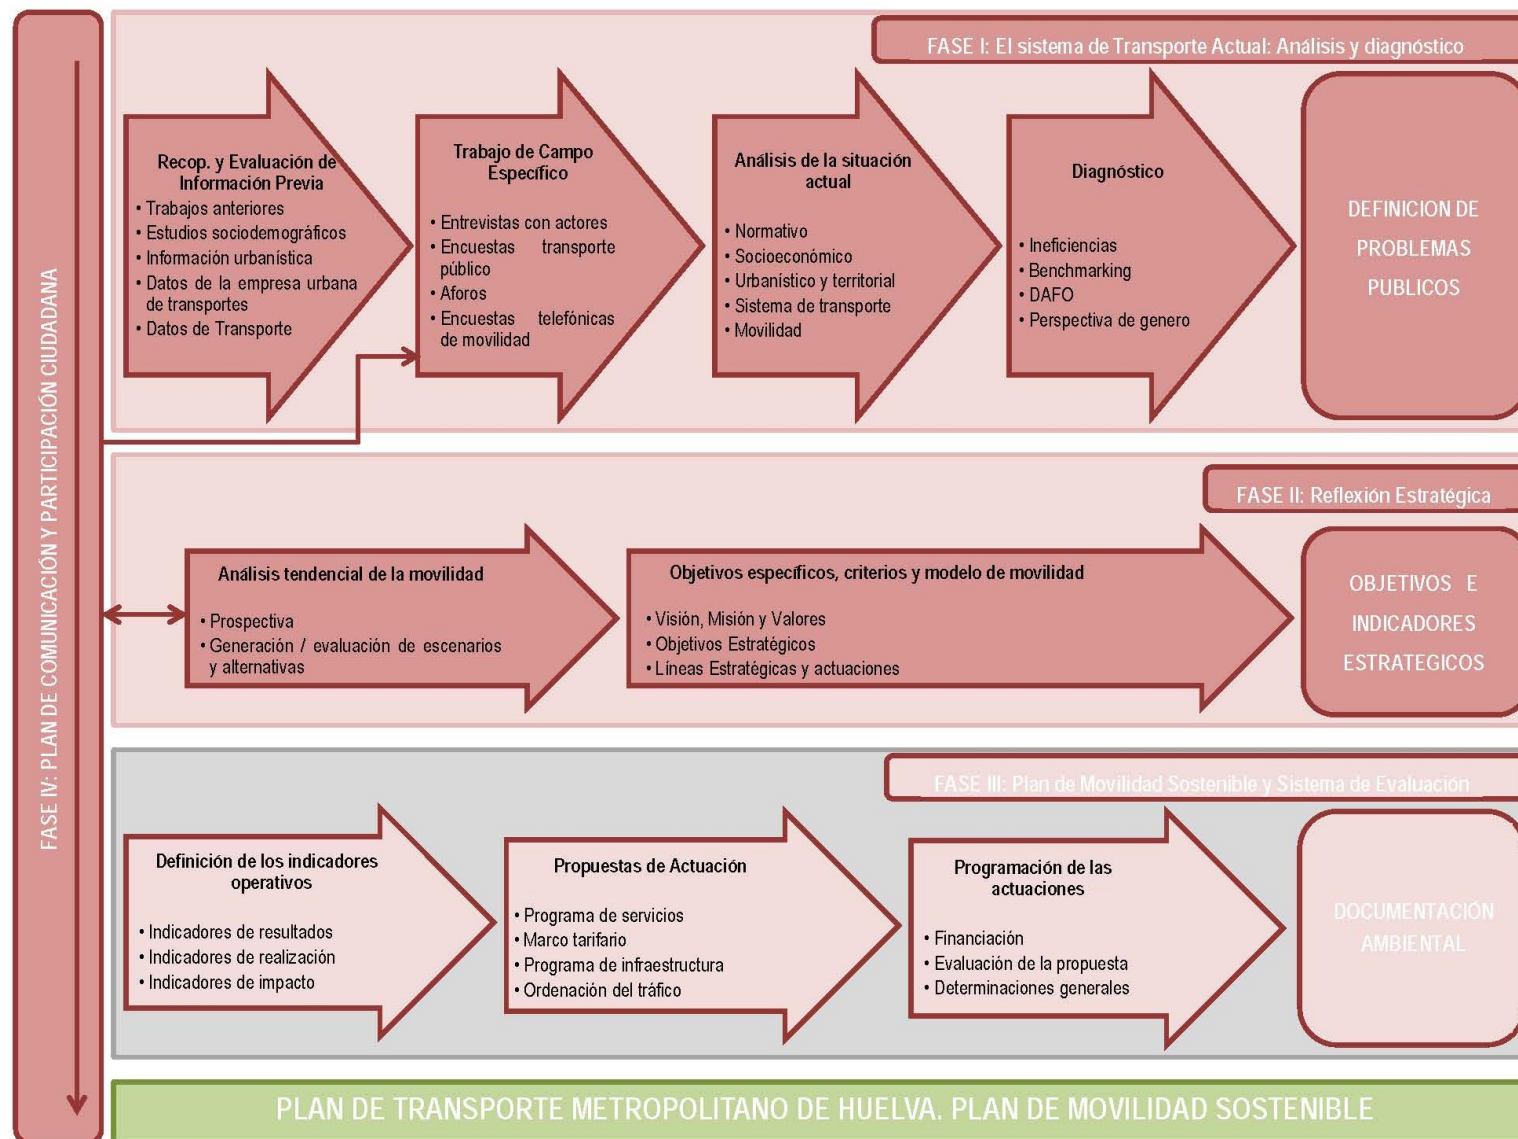 FASE IV: PLAN DE COMUNICACIÓN Y PARTICIPACIÓN CIUDADANA
FASE I: El sistema de Transporte Actual: Análisis y diagnóstico
Recop. y Evaluación de
Información Previa
• Trabajos anteriores
• Estudios sociodemográficos
• Información urbanística
• Datos de la empresa urbana
de transportes
• Datos de Transporte
Trabajo de Campo
Específico
• Entrevistas con actores
• Encuestas transporte
público
• Aforos
• Encuestas telefónicas
de movilidad
Análisis de la situación
actual
• Normativo
• Socioeconómico
• Urbanístico y territorial
• Sistema de transporte
• Movilidad
Diagnóstico
• Ineficiencias
• Benchmarking
• DAFO
• Perspectiva de genero
DEFINICION DE
PROBLEMAS
PUBLICOS
FASE II: Reflexión Estratégica
Análisis tendencial de la movilidad
• Prospectiva
• Generación / evaluación de escenarios
y alternativas
Objetivos específicos, criterios y modelo de movilidad
• Visión, Misión y Valores
• Objetivos Estratégicos
• Líneas Estratégicas y actuaciones
OBJETIVOS E
INDICADORES
ESTRATEGICOS
FASE III: Plan de Movilidad Sostenible y Sistema de Evaluación
Definición de los indicadores
operativos
• Indicadores de resultados
• Indicadores de realización
• Indicadores de impacto
Propuestas de Actuación
• Programa de servicios
• Marco tarifario
• Programa de infraestructura
• Ordenación del tráfico
Programación de las
actuaciones
• Financiación
• Evaluación de la propuesta
• Determinaciones generales
DOCUMENTACIÓN
AMBIENTAL
PLAN DE TRANSPORTE METROPOLITANO DE HUELVA. PLAN DE MOVILIDAD SOSTENIBLE